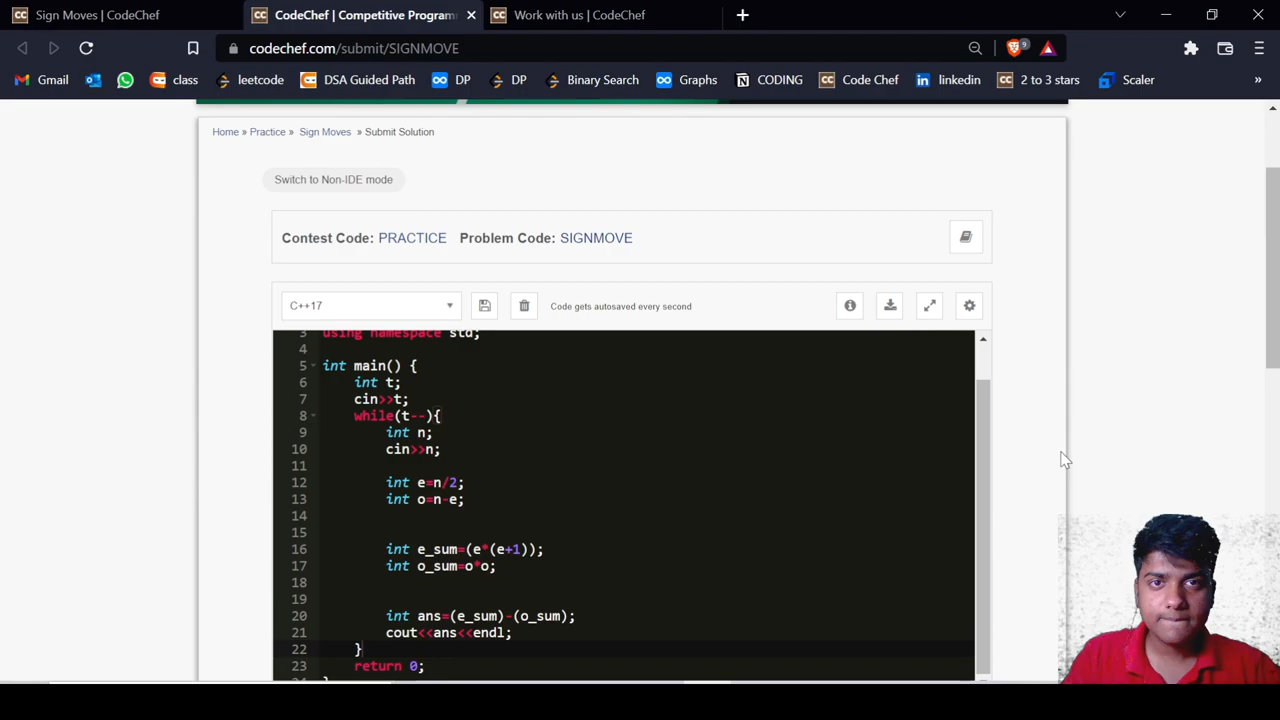 Sign Moves | CodeChef
CodeChef | Competitive Program
Work with us | CodeChef
codechef.com/submit/SIGNMOVE
9
Gmail
class
leetcode
DSA Guided Path
DP
DP
Binary Search
Graphs
CODING
Code Chef
linkedin
2 to 3 stars
Scaler
»
Home » Practice » Sign Moves » Submit Solution
Switch to Non-IDE mode
Contest Code: PRACTICE Problem Code: SIGNMOVE
C++17
Code gets autosaved every second
3 using namespace std;
4
5 int main() {
6 int t;
7 cin>>t;
8 while(t--){
9 int n;
10 cin>>n;
11
12 int e=n/2;
13 int o=n-e;
14
15
16 int e_sum=(e*(e+1));
17 int o_sum=o*o;
18
19
20 int ans=(e_sum)-(o_sum);
21 cout<<ans<<endl;
22 }
23 return 0;